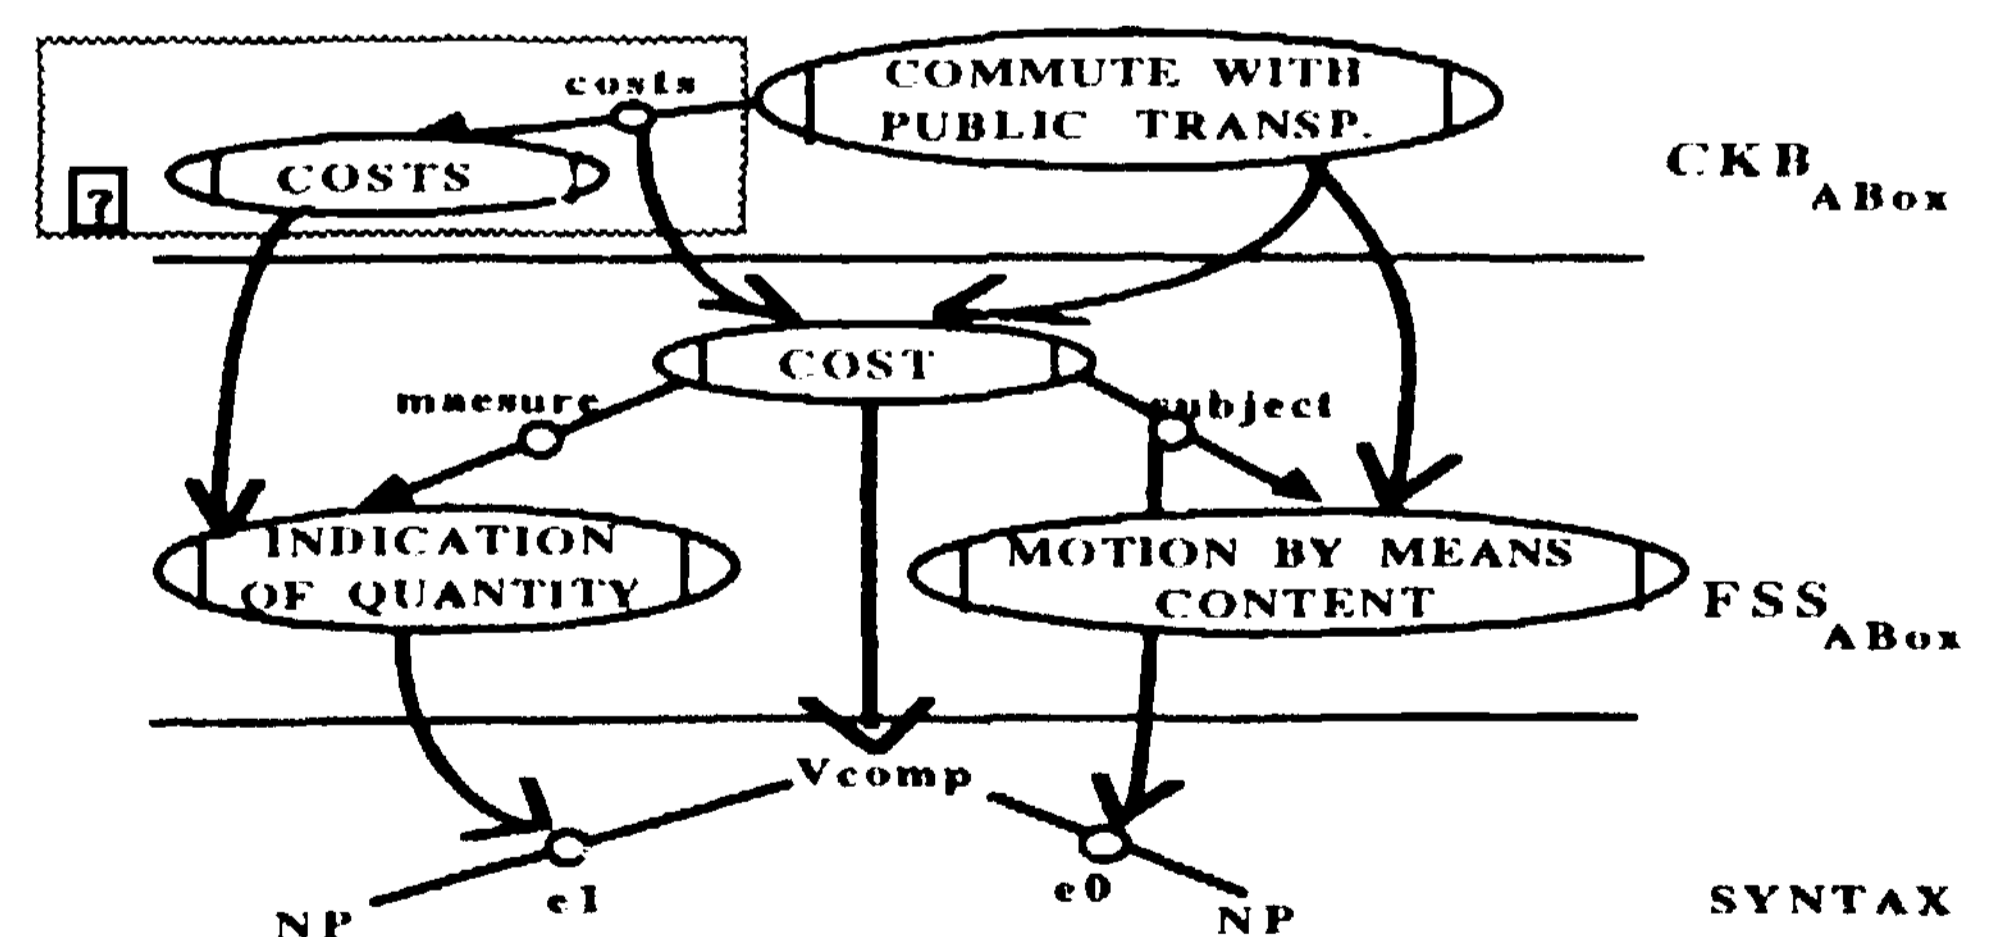 costs
COMMUTE WITH
PUBLIC TRANSP.
COSTS
?
CKB
ABox
COST
maesure
subject
INDICATION
OF QUANTITY
MOTION BY MEANS
CONTENT
FSS
ABox
Vcomp
e1
e0
NP
NP
SYNTAX